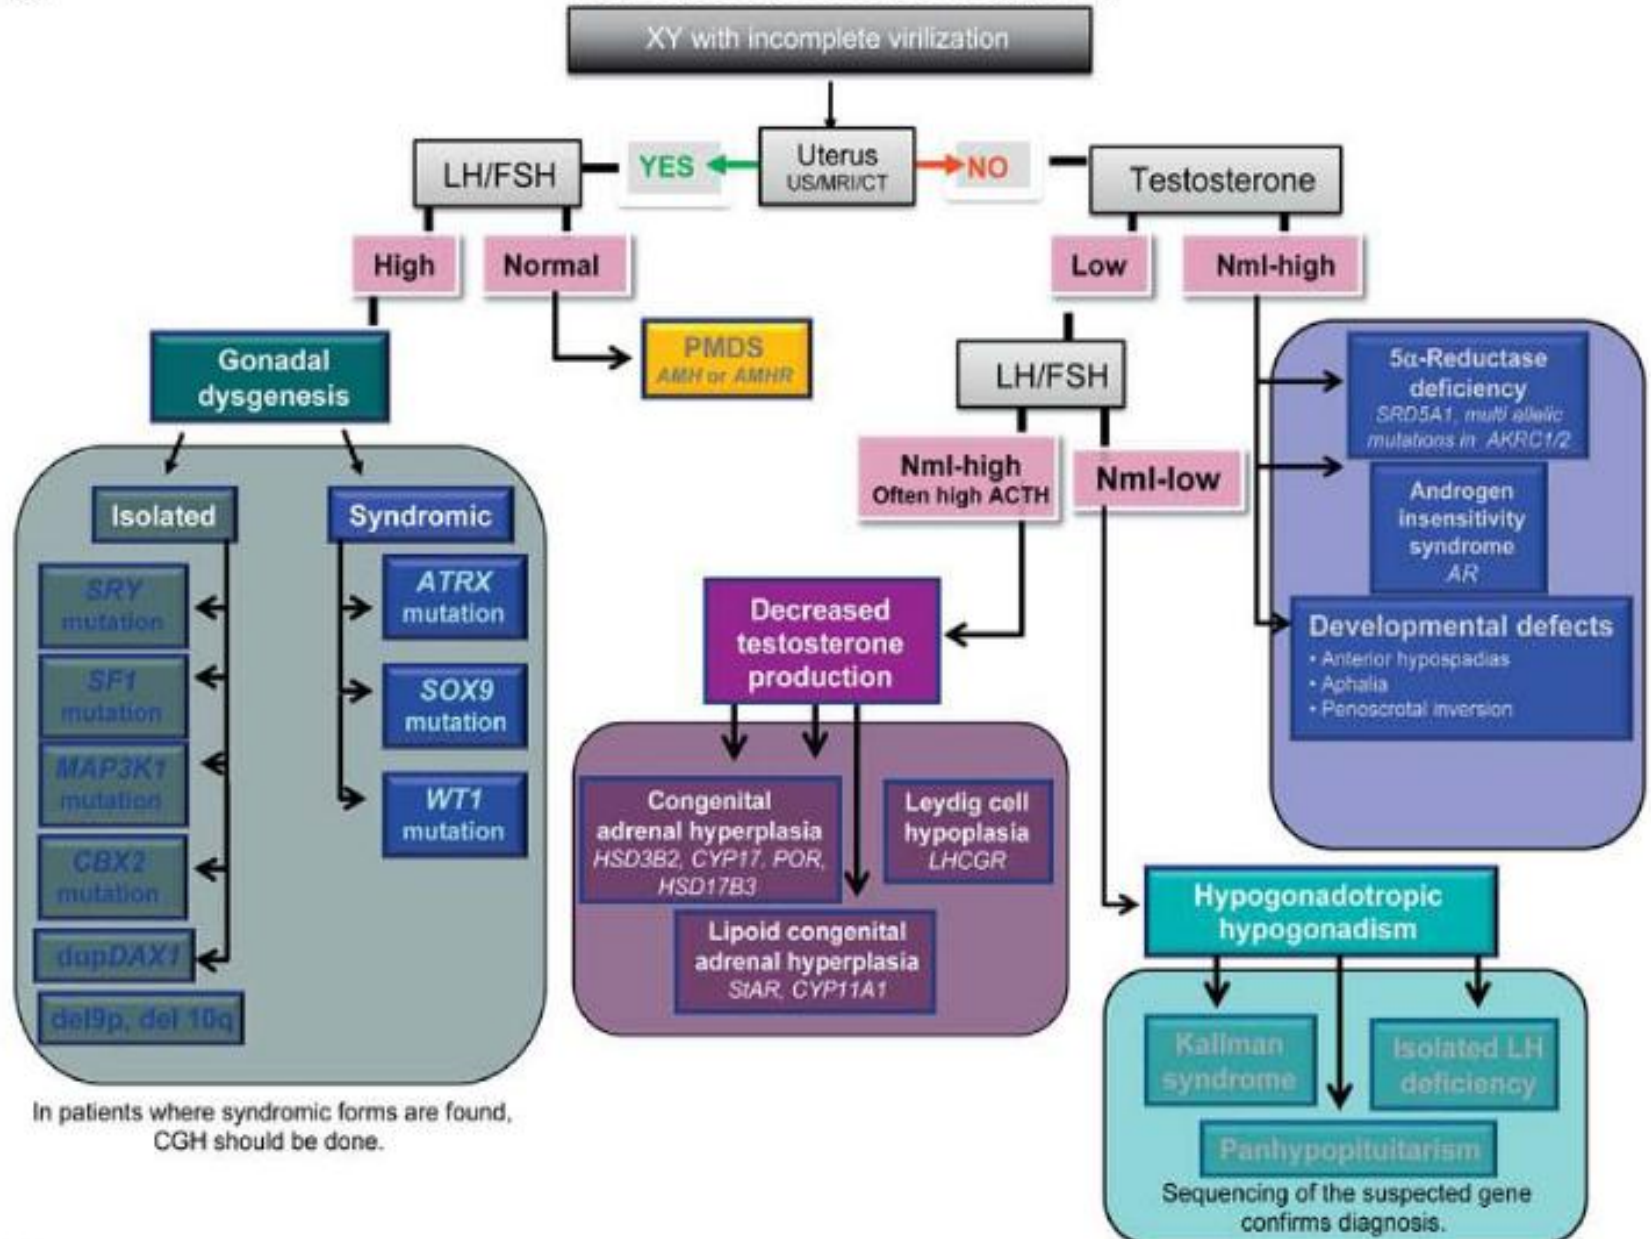 XY with incomplete virilization
LH/FSH
YES
Uterus
US/MRI/CT
NO
Testosterone
High
Normal
Low
Nml-high
Gonadal
dysgenesis
PMDS
AMH or AMHR
LH/FSH
Nml-high
Often high ACTH
Nml-low
5α-Reductase
deficiency
SRD5A1, multi allelic
mutations in AKRC1/2
Androgen
insensitivity
syndrome
AR
Developmental defects
• Anterior hypospadias
• Aphalia
• Penoscrotal inversion
Isolated
Syndromic
SRY
mutation
SF1
mutation
MAP3K1
mutation
CBX2
mutation
dupDAX1
del9p, del 10q
ATRX
mutation
SOX9
mutation
WT1
mutation
In patients where syndromic forms are found,
CGH should be done.
Decreased
testosterone
production
Congenital
adrenal hyperplasia
HSD3B2, CYP17, POR,
HSD17B3
Leydig cell
hypoplasia
LHCGR
Lipoid congenital
adrenal hyperplasia
StAR, CYP11A1
Hypogonadotropic
hypogonadism
Kallman
syndrome
Isolated LH
deficiency
Panhypopituitarism
Sequencing of the suspected gene
confirms diagnosis.